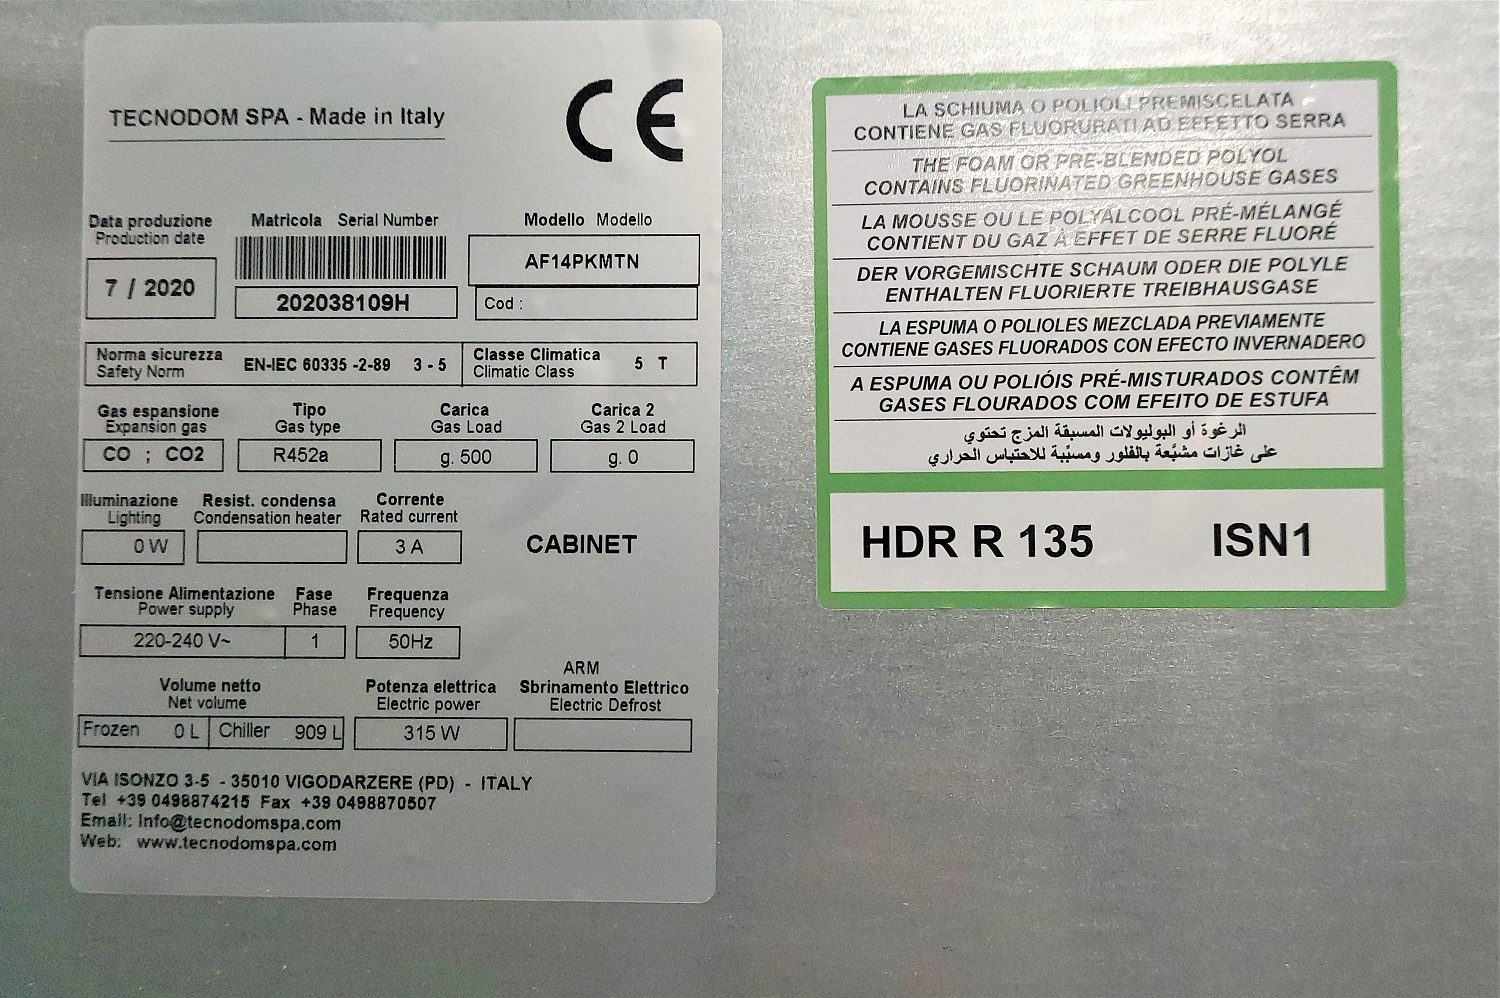 TECNODOM SPA - Made in Italy
CE
Data produzione
Production date
7 / 2020
Matricola Serial Number
202038109H
Modello Modello
AF14PKMTN
Cod :
Norma sicurezza
Safety Norm
EN-IEC 60335 -2-89 3 - 5
Classe Climatica
Climatic Class
5 T
Gas espansione
Expansion gas
CO ; CO2
Tipo
Gas type
R452a
Carica
Gas Load
g. 500
Carica 2
Gas 2 Load
g. 0
Illuminazione
Lighting
0 W
Resist. condensa
Condensation heater
Corrente
Rated current
3 A
CABINET
Tensione Alimentazione
Power supply
220-240 V~
Fase
Phase
1
Frequenza
Frequency
50Hz
Volume netto
Net volume
Frozen 0 L Chiller 909 L
Potenza elettrica
Electric power
315 W
ARM
Sbrinamento Elettrico
Electric Defrost
VIA ISONZO 3-5 - 35010 VIGODARZERE (PD) - ITALY
Tel +39 0498874215 Fax +39 0498870507
Email: Info@tecnodomspa.com
Web: www.tecnodomspa.com
LA SCHIUMA O POLIOLI PREMISCELATA
CONTIENE GAS FLUORURATI AD EFFETTO SERRA
THE FOAM OR PRE-BLENDED POLYOL
CONTAINS FLUORINATED GREENHOUSE GASES
LA MOUSSE OU LE POLYALCOOL PRÉ-MÉLANGÉ
CONTIENT DU GAZ À EFFET DE SERRE FLUORÉ
DER VORGEMISCHTE SCHAUM ODER DIE POLYLE
ENTHALTEN FLUORIERTE TREIBHAUSGASE
LA ESPUMA O POLIOLES MEZCLADA PREVIAMENTE
CONTIENE GASES FLUORADOS CON EFECTO INVERNADERO
A ESPUMA OU POLIÓIS PRÉ-MISTURADOS CONTÊM
GASES FLOURADOS COM EFEITO DE ESTUFA
الرغوة أو البوليولات المسبقة المزج تحتوي
على غازات مشبَّعة بالفلور ومسبِّبة للاحتباس الحراري
HDR R 135 ISN1